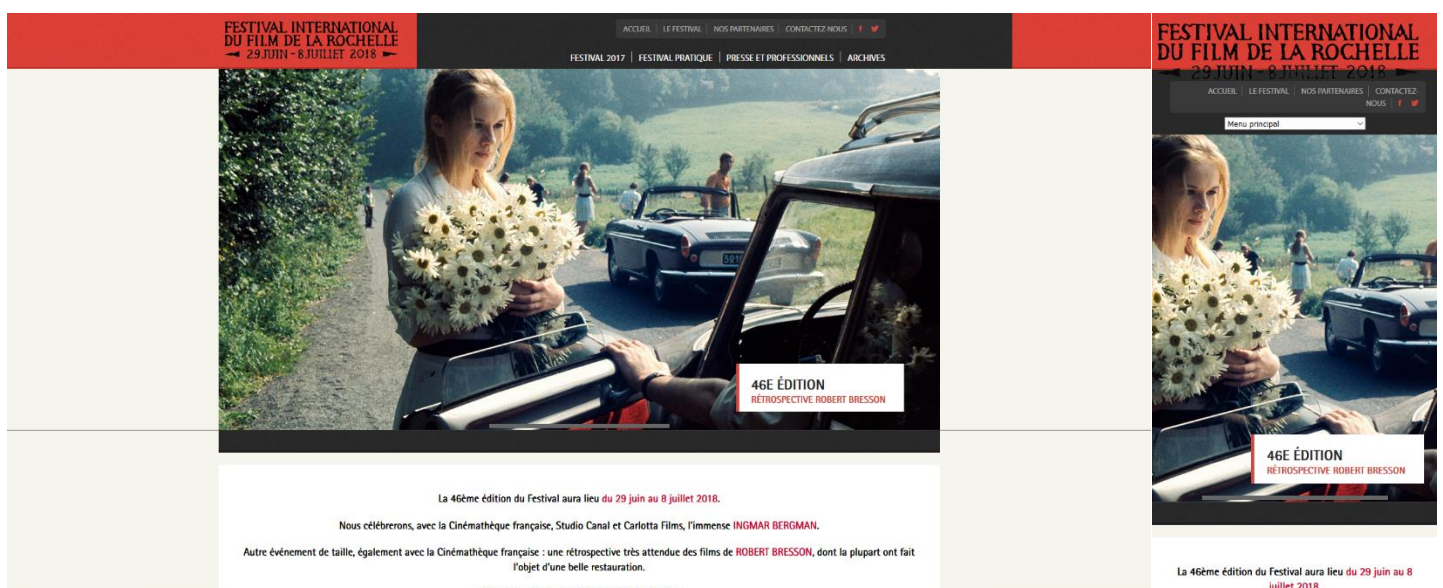 FESTIVAL INTERNATIONAL
DU FILM DE LA ROCHELLE
29 JUIN - 8 JUILLET 2018
ACCUEIL | LE FESTIVAL | NOS PARTENAIRES | CONTACTEZ-NOUS
FESTIVAL 2017 | FESTIVAL PRATIQUE | PRESSE ET PROFESSIONNELS | ARCHIVES
46E ÉDITION
RÉTROSPECTIVE ROBERT BRESSON
La 46ème édition du Festival aura lieu du 29 juin au 8 juillet 2018.
Nous célébrerons, avec la Cinémathèque française, Studio Canal et Carlotta Films, l'immense INGMAR BERGMAN.
Autre événement de taille, également avec la Cinémathèque française : une rétrospective très attendue des films de ROBERT BRESSON, dont la plupart ont fait
l'objet d'une belle restauration.
FESTIVAL INTERNATIONAL
DU FILM DE LA ROCHELLE
29 JUIN - 8 JUILLET 2018
ACCUEIL | LE FESTIVAL | NOS PARTENAIRES | CONTACTEZ-
NOUS
Menu principal
46E ÉDITION
RÉTROSPECTIVE ROBERT BRESSON
La 46ème édition du Festival aura lieu du 29 juin au 8
juillet 2018.